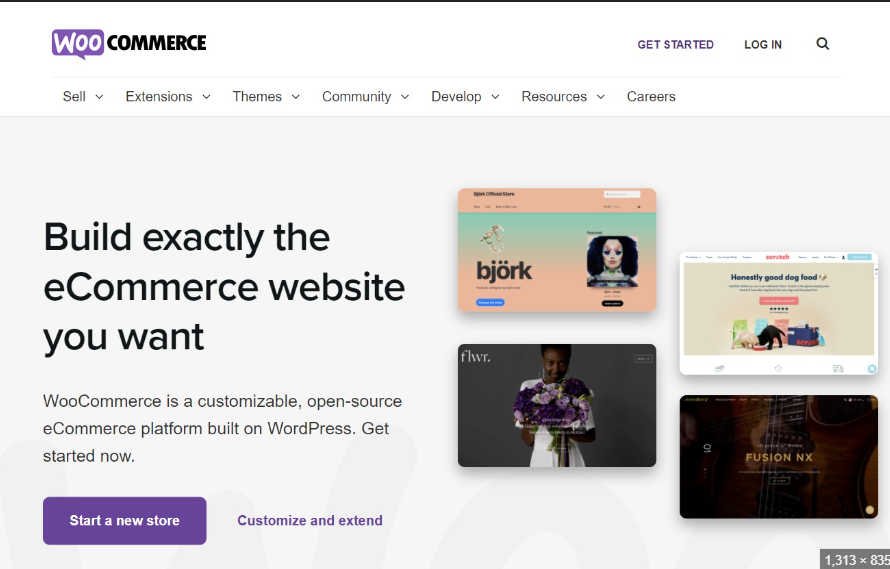 WOO COMMERCE
GET STARTED
LOG IN
Sell
Extensions
Themes
Community
Develop
Resources
Careers
Build exactly the
eCommerce website
you want
WooCommerce is a customizable, open-source
eCommerce platform built on WordPress. Get
started now.
Start a new store
Customize and extend
Björk Official Store
björk
Featured
flwr.
scratch
Honestly good dog food
FUSION NX
1,313 × 835